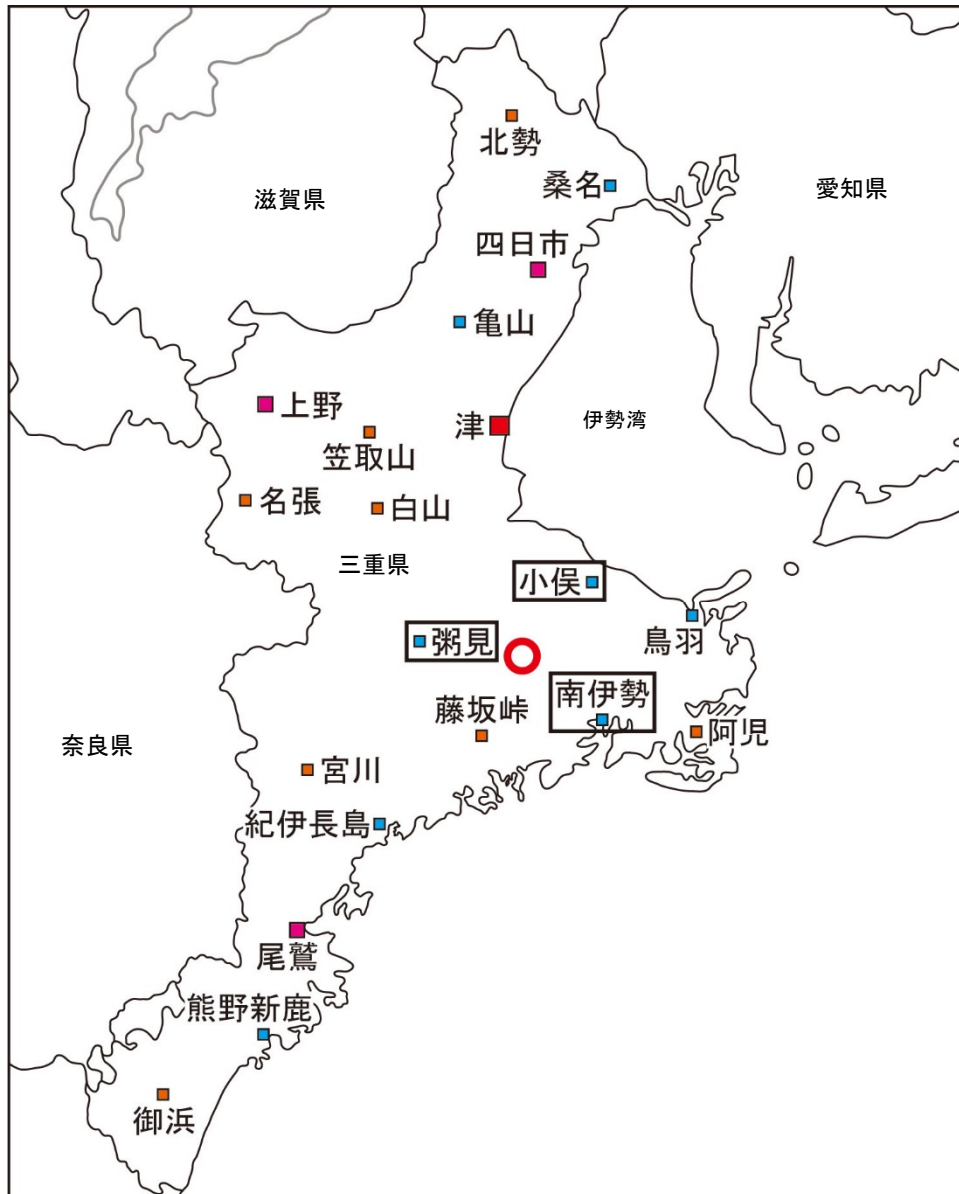 北勢
桑名
滋賀県
愛知県
四日市
亀山
上野
津
伊勢湾
笠取山
名張
白山
三重県
小俣
粥見
鳥羽
南伊勢
藤坂峠
阿児
奈良県
宮川
紀伊長島
尾鷲
熊野新鹿
御浜